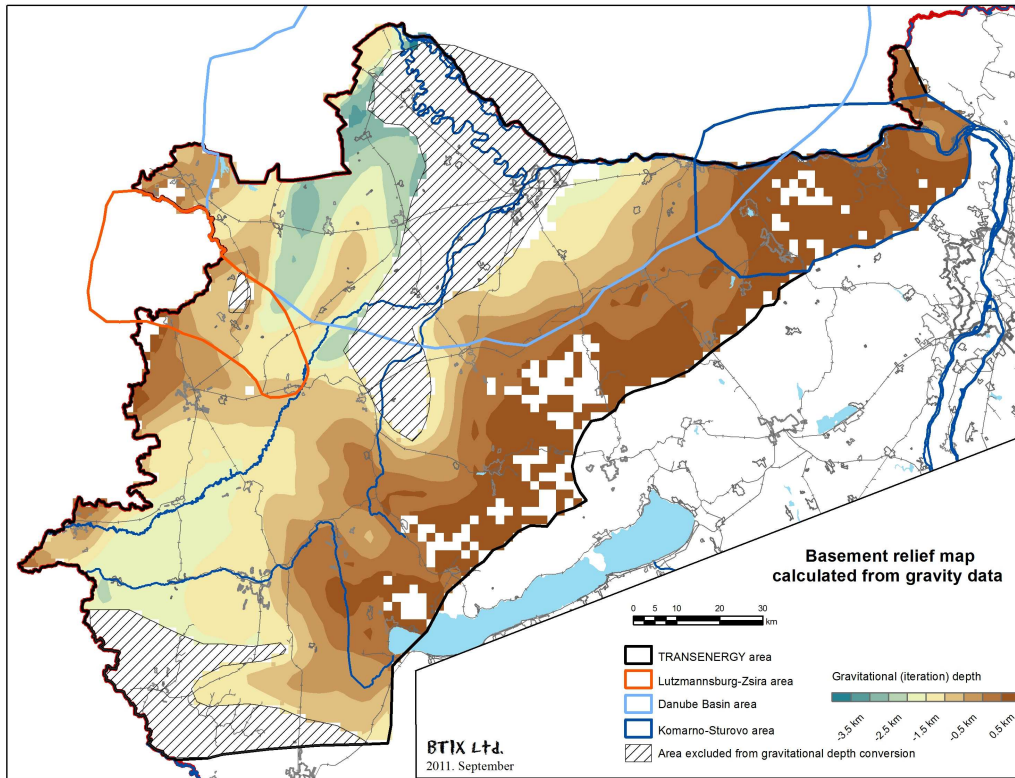 Basement relief map
calculated from gravity data
0 5 10 20 30
km
TRANSENERGY area
Lutzmannsburg-Zsira area
Danube Basin area
Komarno-Sturovo area
Area excluded from gravitational depth conversion
Gravitational (iteration) depth
-3.5 km
-2.5 km
-1.5 km
-0.5 km
0.5 km
BTIX Ltd.
2011. September